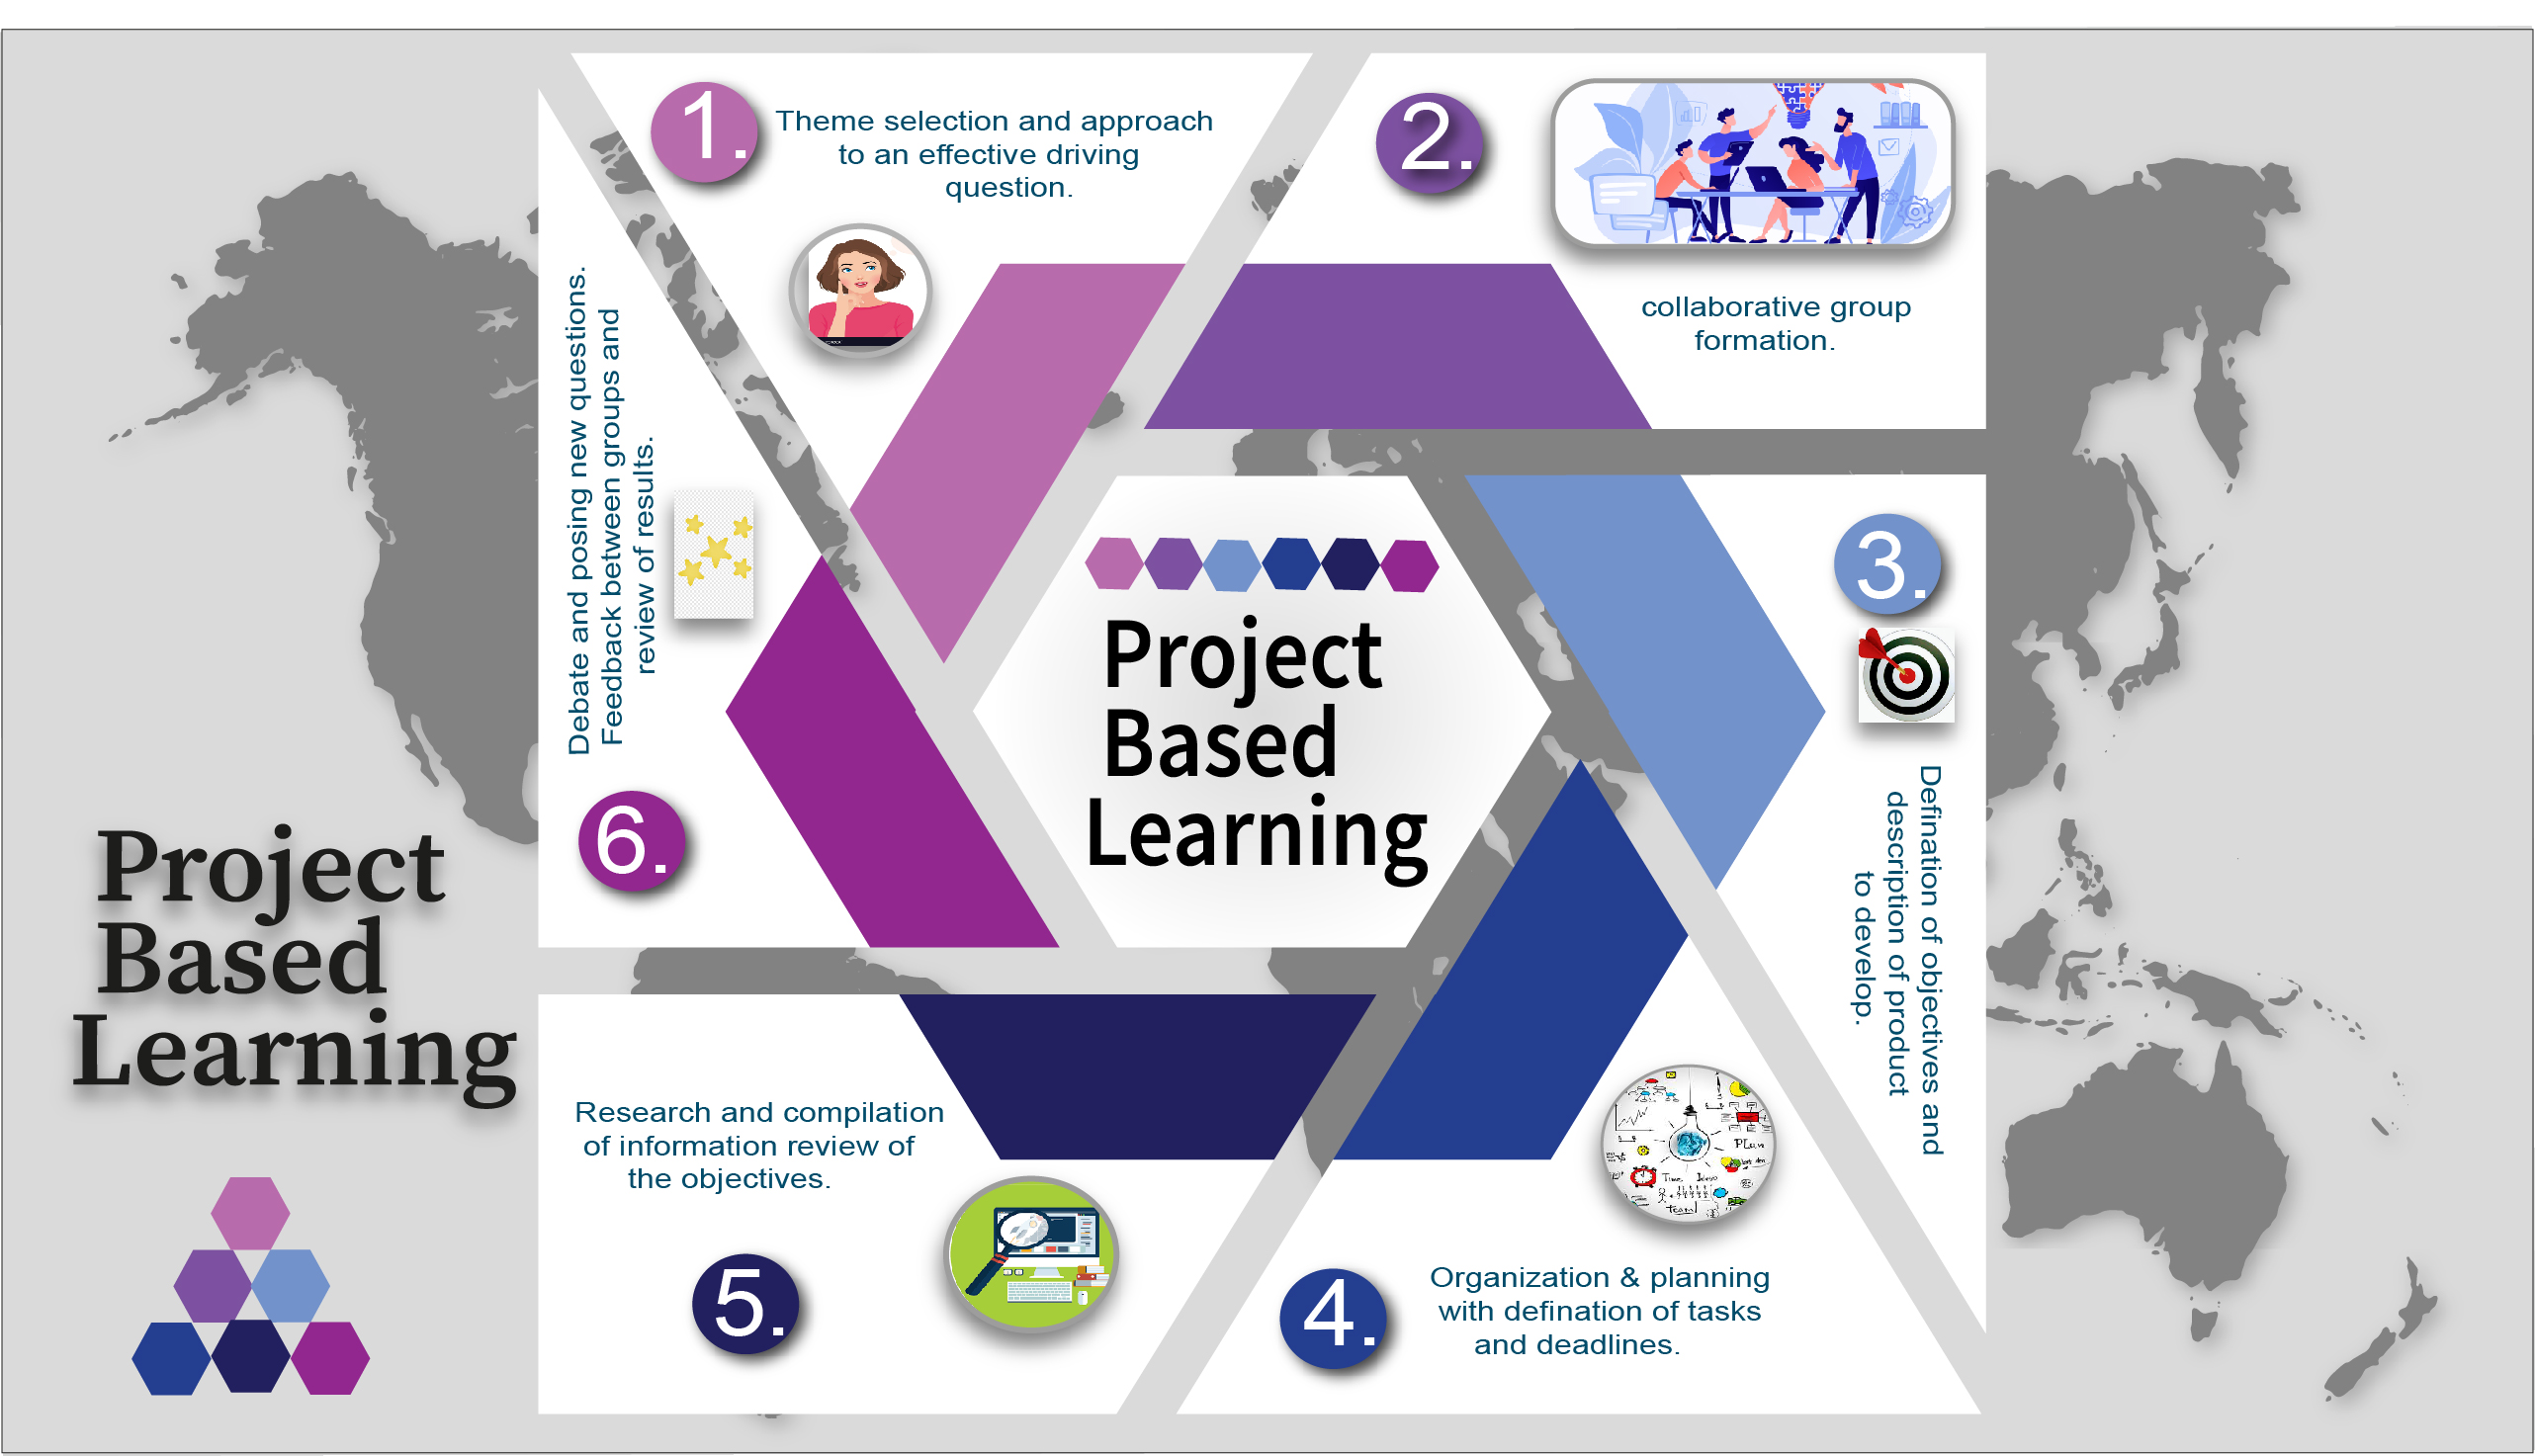 1.
Theme selection and approach
to an effective driving
question.
2.
collaborative group
formation.
3.
Defination of objectives and
description of product
to develop.
4.
Organization & planning
with defination of tasks
and deadlines.
PLan
Time
Team
5.
Research and compilation
of information review of
the objectives.
6.
Debate and posing new questions.
Feedback between groups and
review of results.
Project
Based
Learning
Project
Based
Learning